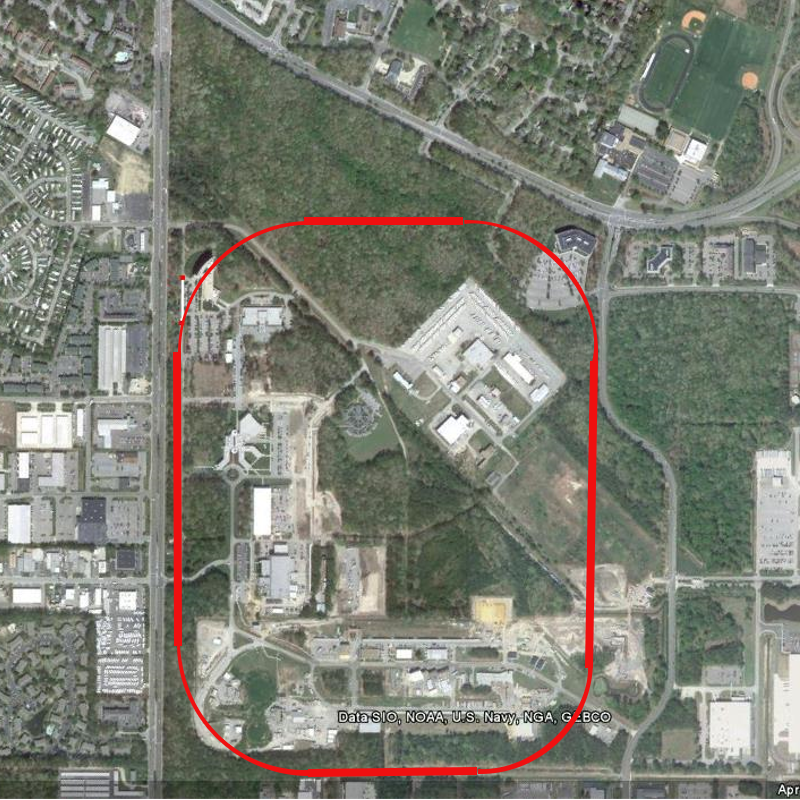 Data SIO, NOAA, U.S. Navy, NGA, GEBCO
Apr